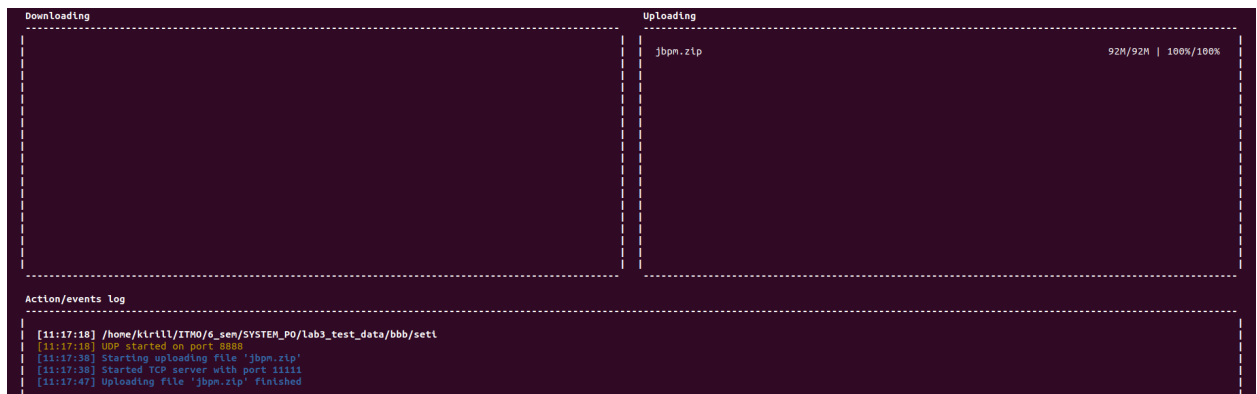 Downloading
Uploading
jbpm.zip 92M/92M | 100%/100%
Action/events log
[11:17:18] /home/kirill/ITMO/6_sem/SYSTEM_PO/lab3_test_data/bbb/seti
[11:17:18] UDP started on port 8888
[11:17:38] Starting uploading file 'jbpm.zip'
[11:17:38] Started TCP server with port 11111
[11:17:47] Uploading file 'jbpm.zip' finished